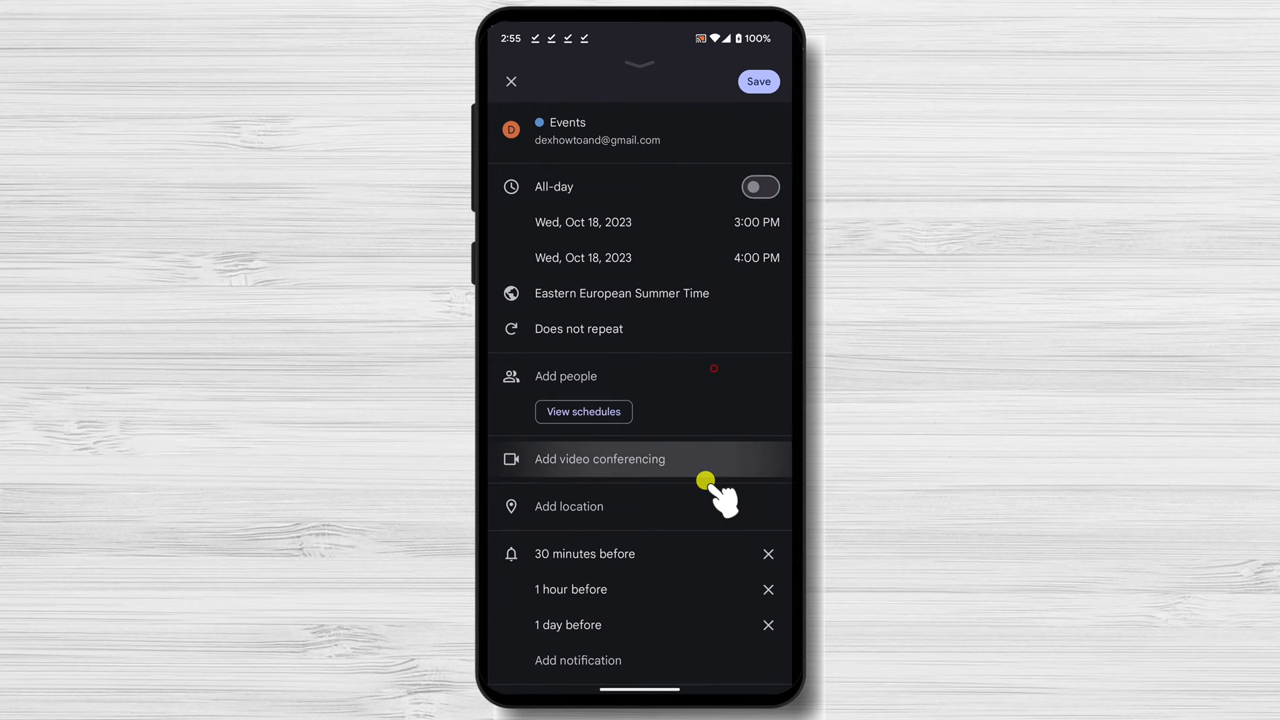 2:55
100%
Save
D
Events
dexhowtoand@gmail.com
All-day
Wed, Oct 18, 2023 3:00 PM
Wed, Oct 18, 2023 4:00 PM
Eastern European Summer Time
Does not repeat
Add people
View schedules
Add video conferencing
Add location
30 minutes before
1 hour before
1 day before
Add notification